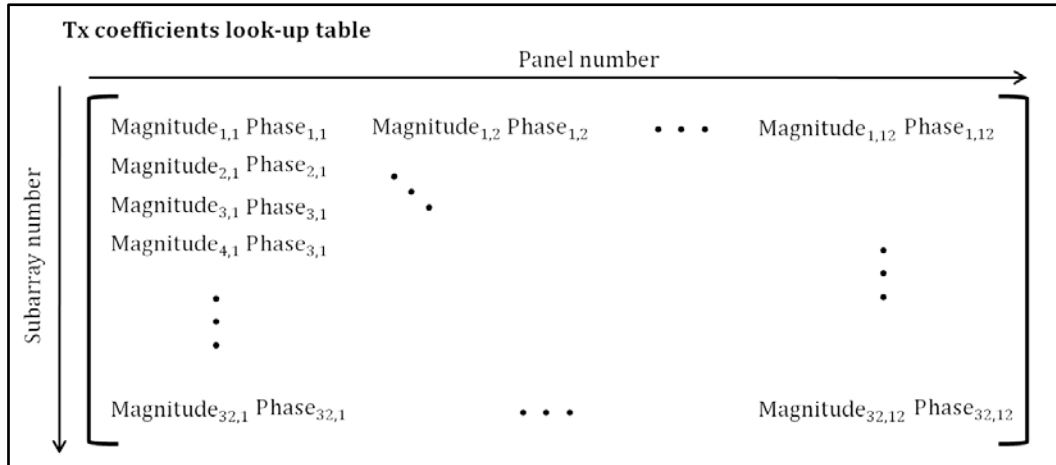 Tx coefficients look-up table
Panel number
Subarray number
Magnitude1,1 Phase1,1 Magnitude1,2 Phase1,2 • • • Magnitude1,12 Phase1,12
Magnitude2,1 Phase2,1
Magnitude3,1 Phase3,1
Magnitude4,1 Phase3,1
Magnitude32,1 Phase32,1 • • • Magnitude32,12 Phase32,12